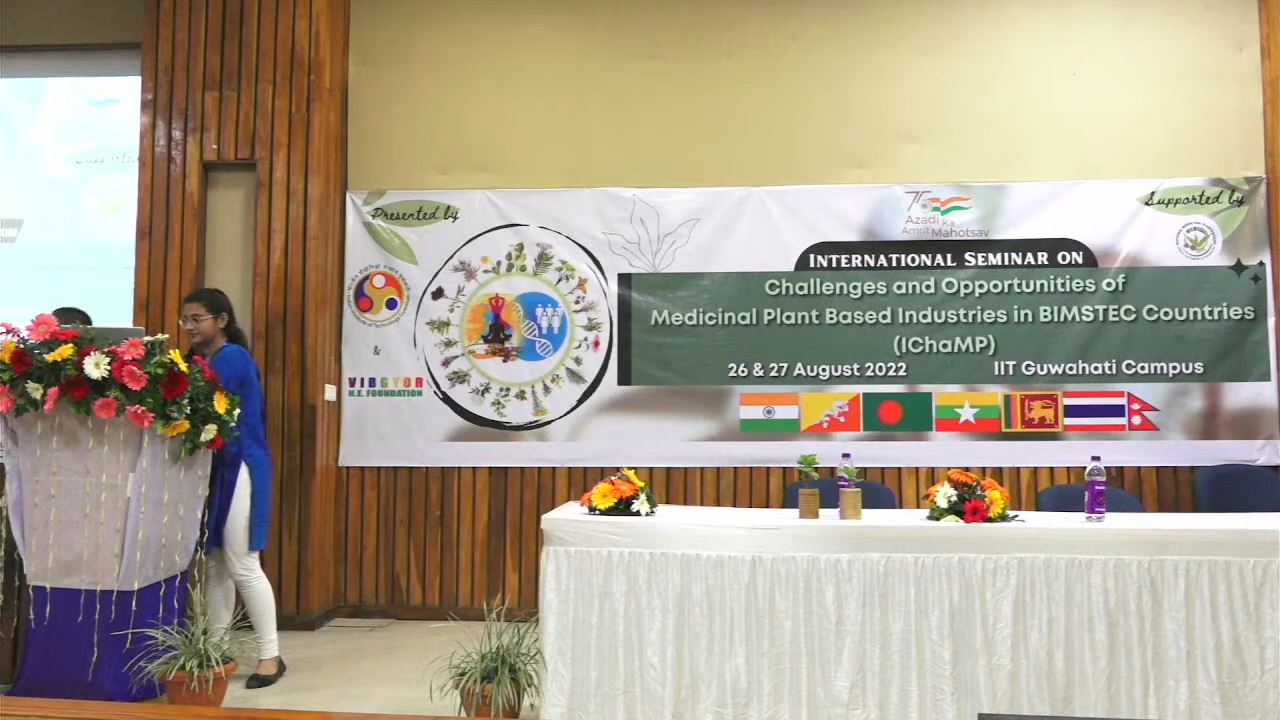 Presented by
&
VIBGYOR
N.E. FOUNDATION
75
Azadi Ka
Amrit Mahotsav
Supported by
INTERNATIONAL SEMINAR ON
Challenges and Opportunities of
Medicinal Plant Based Industries in BIMSTEC Countries
(IChaMP)
26 & 27 August 2022 IIT Guwahati Campus